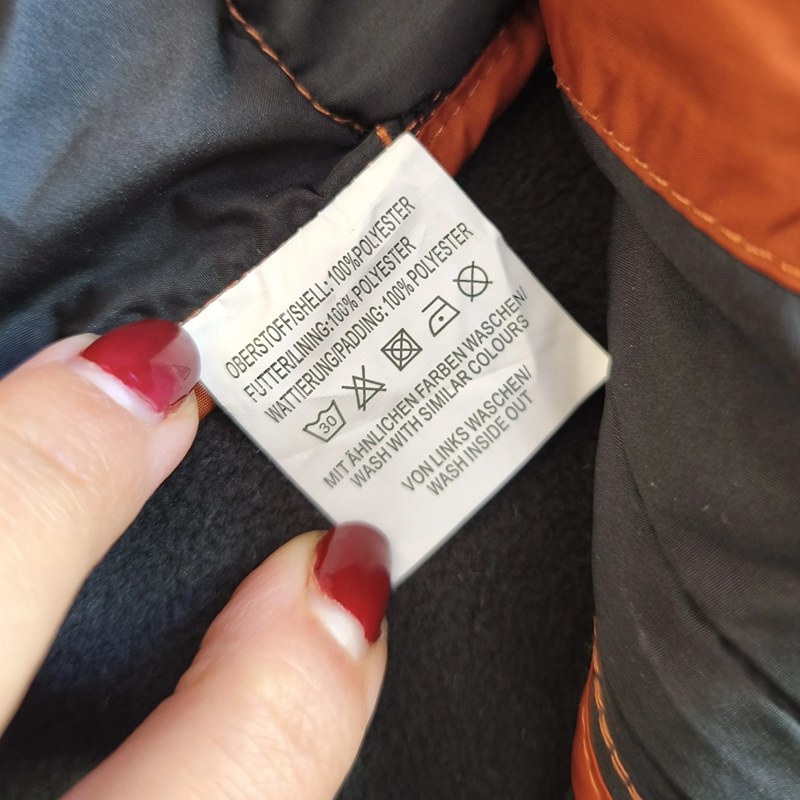 OBERSTOFF/SHELL: 100%POLYESTER
FUTTER/LINING:100% POLYESTER
WATTIERUNG/PADDING: 100% POLYESTER
30
MIT ÄHNLICHEN FARBEN WASCHEN/
WASH WITH SIMILAR COLOURS
VON LINKS WASCHEN/
WASH INSIDE OUT